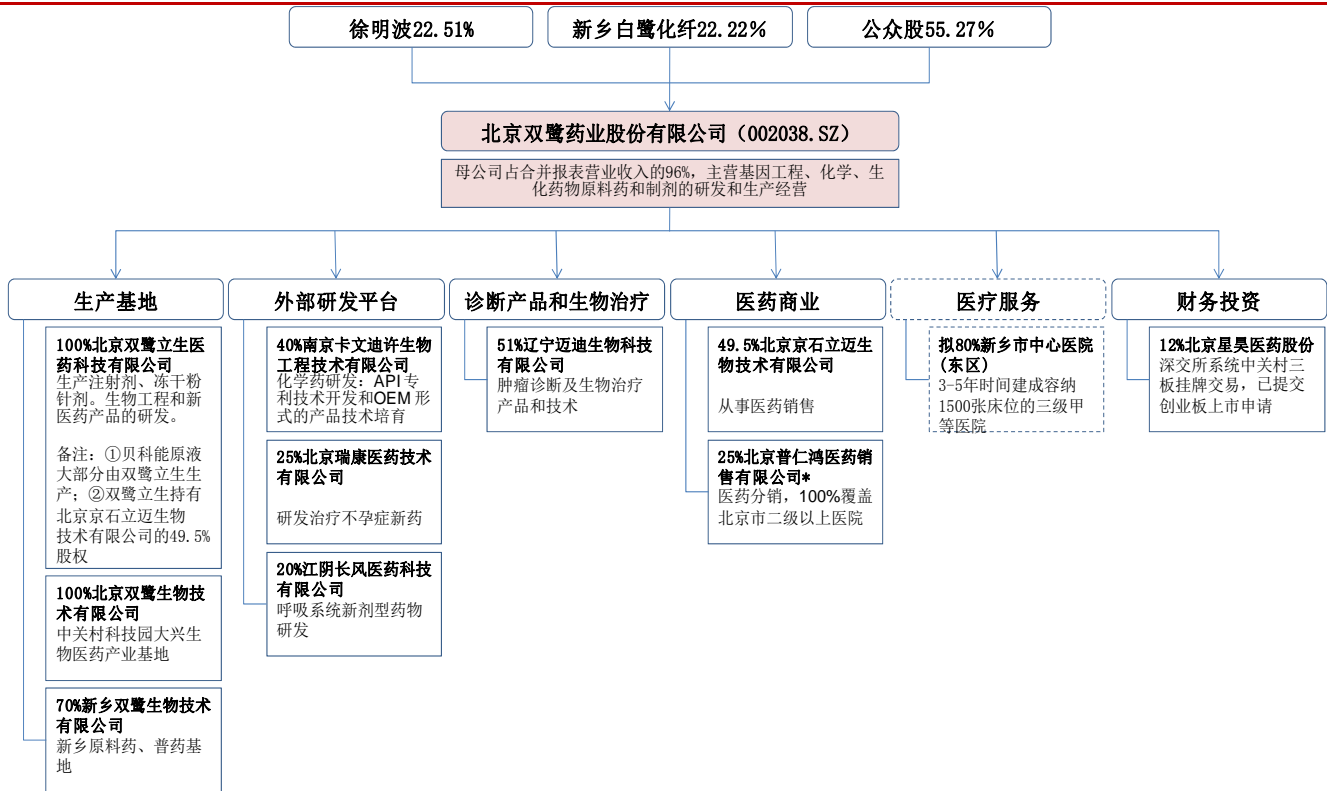 徐明波22.51%
新乡白鹭化纤22.22%
公众股55.27%
北京双鹭药业股份有限公司（002038.SZ）
母公司占合并报表营业收入的96%，主营基因工程、化学、生
化药物原料药和制剂的研发和生产经营
生产基地
100%北京双鹭立生医
药科技有限公司
生产注射剂、冻干粉
针剂。生物工程和新
医药产品的研发。
备注：①贝科能原液
大部分由双鹭立生生
产；②双鹭立生持有
北京京石立迈生物
技术有限公司的49.5%
股权
100%北京双鹭生物技
术有限公司
中关村科技园大兴生
物医药产业基地
70%新乡双鹭生物技术
有限公司
新乡原料药、普药基
地
外部研发平台
40%南京卡文迪许生物
工程技术有限公司
化学药研发：API专
利技术开发和OEM形
式的产品技术培育
25%北京瑞康医药技术
有限公司
研发治疗不孕症新药
20%江阴长风医药科技
有限公司
呼吸系统新剂型药物
研发
诊断产品和生物治疗
51%辽宁迈迪生物科技
有限公司
肿瘤诊断及生物治疗
产品和技术
医药商业
49.5%北京京石立迈生
物技术有限公司
从事医药销售
25%北京普仁鸿医药销
售有限公司*
医药分销，100%覆盖
北京市二级以上医院
医疗服务
拟80%新乡市中心医院
(东区)
3-5年时间建成容纳
1500张床位的三级甲
等医院
财务投资
12%北京星昊医药股份
深交所系统中关村三
板挂牌交易，已提交
创业板上市申请